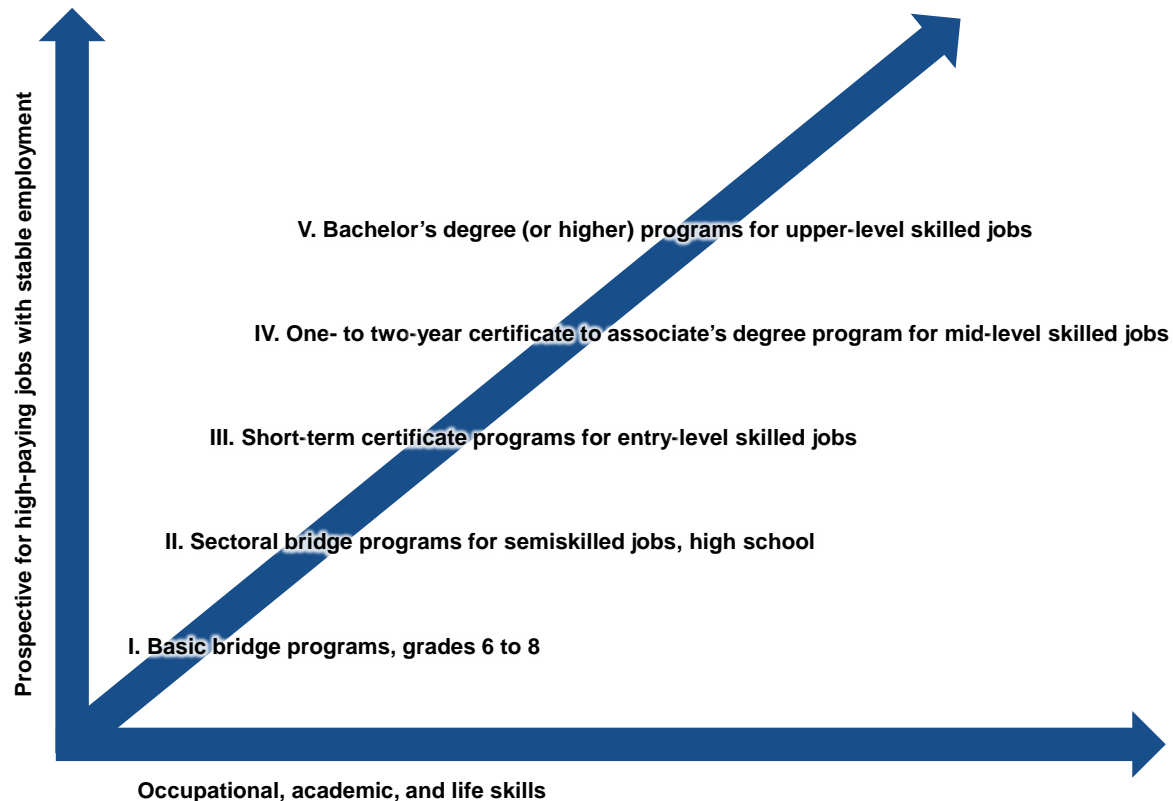 Prospective for high-paying jobs with stable employment
V. Bachelor’s degree (or higher) programs for upper-level skilled jobs
IV. One- to two-year certificate to associate’s degree program for mid-level skilled jobs
III. Short-term certificate programs for entry-level skilled jobs
II. Sectoral bridge programs for semiskilled jobs, high school
I. Basic bridge programs, grades 6 to 8
Occupational, academic, and life skills